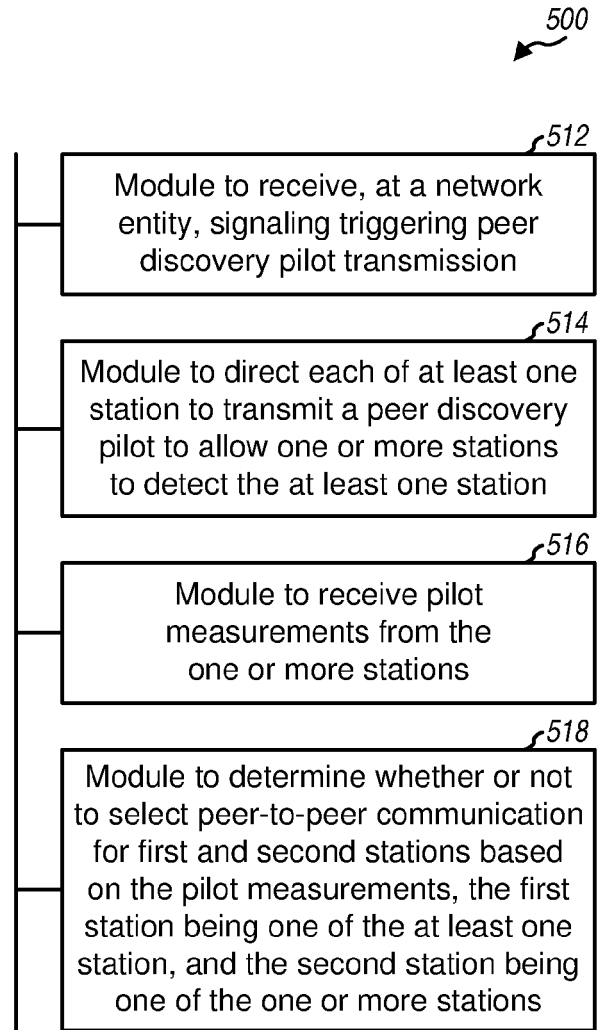 500
512
Module to receive, at a network
entity, signaling triggering peer
discovery pilot transmission
514
Module to direct each of at least one
station to transmit a peer discovery
pilot to allow one or more stations
to detect the at least one station
516
Module to receive pilot
measurements from the
one or more stations
518
Module to determine whether or not
to select peer-to-peer communication
for first and second stations based
on the pilot measurements, the first
station being one of the at least one
station, and the second station being
one of the one or more stations